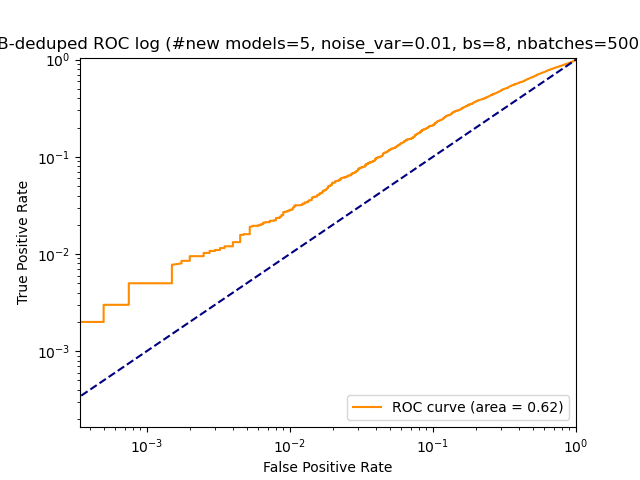 B-deduped ROC log (#new models=5, noise_var=0.01, bs=8, nbatches=500
True Positive Rate
10⁰
10⁻¹
10⁻²
10⁻³
10⁻³ 10⁻² 10⁻¹ 10⁰
False Positive Rate
ROC curve (area = 0.62)